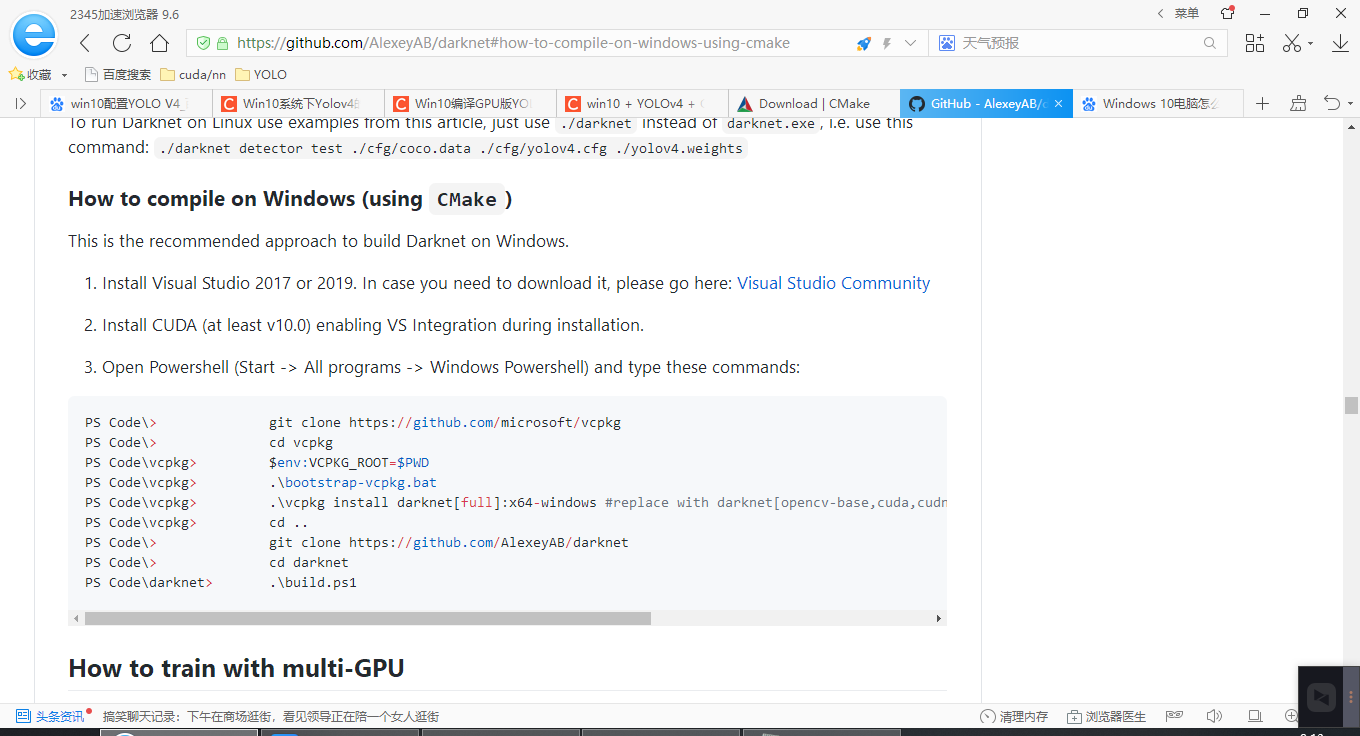 2345加速浏览器 9.6
菜单
https://github.com/AlexeyAB/darknet#how-to-compile-on-windows-using-cmake
天气预报
收藏 百度搜索 cuda/nn YOLO
win10配置YOLO V4_ Win10系统下Yolov4 Win10编译GPU版YO win10 + YOLOv4 + Download | CMake GitHub - AlexeyAB/ Windows 10电脑怎
To run Darknet on Linux use examples from this article, just use ./darknet instead of darknet.exe, i.e. use this
command: ./darknet detector test ./cfg/coco.data ./cfg/yolov4.cfg ./yolov4.weights
How to compile on Windows (using CMake)
This is the recommended approach to build Darknet on Windows.
1. Install Visual Studio 2017 or 2019. In case you need to download it, please go here: Visual Studio Community
2. Install CUDA (at least v10.0) enabling VS Integration during installation.
3. Open Powershell (Start -> All programs -> Windows Powershell) and type these commands:
PS Code\> git clone https://github.com/microsoft/vcpkg
PS Code\> cd vcpkg
PS Code\vcpkg> $env:VCPKG_ROOT=$PWD
PS Code\vcpkg> .\bootstrap-vcpkg.bat
PS Code\vcpkg> .\vcpkg install darknet[full]:x64-windows #replace with darknet[opencv-base,cuda,cudn
PS Code\vcpkg> cd ..
PS Code\> git clone https://github.com/AlexeyAB/darknet
PS Code\> cd darknet
PS Code\darknet> .\build.ps1
How to train with multi-GPU
头条资讯 搞笑聊天记录：下午在商场逛街，看见领导正在陪一个女人逛街 清理内存 浏览器医生